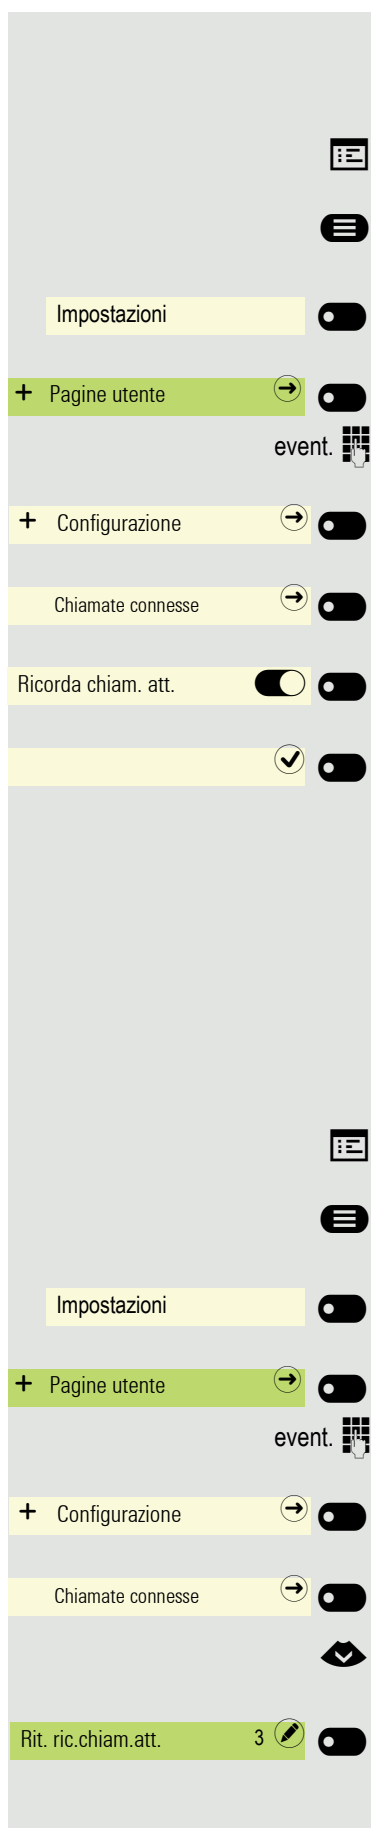 Impostazioni
+ Pagine utente
event.
+ Configurazione
Chiamate connesse
Ricorda chiam. att.
Impostazioni
+ Pagine utente
event.
+ Configurazione
Chiamate connesse
Rit. ric.chiam.att. 3